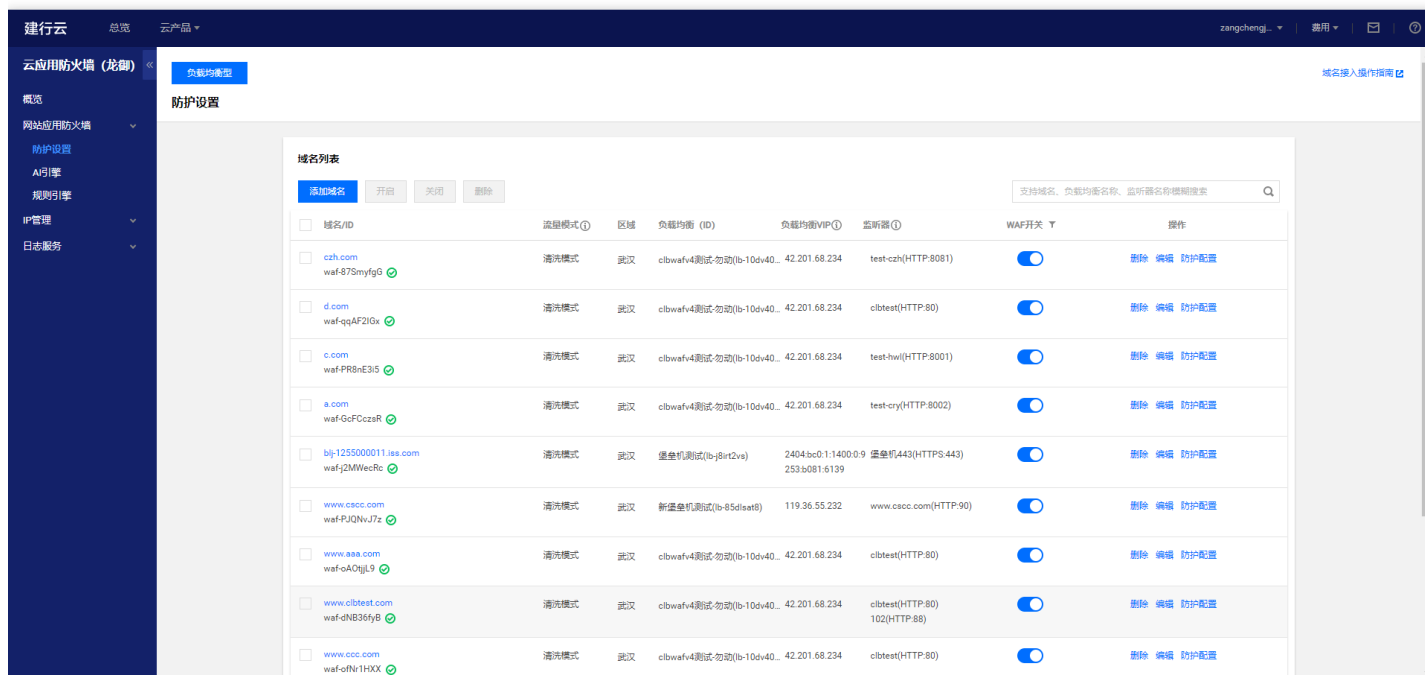 建行云 总览 云产品 zangchengj... 费用
云应用防火墙（龙御） «
负载均衡型 域名接入操作指南
概览
防护设置
网站应用防火墙
防护设置
AI引擎
规则引擎
IP管理
日志服务
域名列表
添加域名 开启 关闭 删除 支持域名、负载均衡名称、监听器名称模糊搜索
域名/ID 流量模式 区域 负载均衡（ID） 负载均衡VIP 监听器 WAF开关 操作
czh.com 清洗模式 武汉 clbwafv4测试-勿动(lb-10dv40... 42.201.68.234 test-czh(HTTP:8081) 删除 编辑 防护配置
waf-87SmyfgG
d.com 清洗模式 武汉 clbwafv4测试-勿动(lb-10dv40... 42.201.68.234 clbtest(HTTP:80) 删除 编辑 防护配置
waf-qqAF2IGx
c.com 清洗模式 武汉 clbwafv4测试-勿动(lb-10dv40... 42.201.68.234 test-hwl(HTTP:8001) 删除 编辑 防护配置
waf-PR8nE3i5
a.com 清洗模式 武汉 clbwafv4测试-勿动(lb-10dv40... 42.201.68.234 test-cry(HTTP:8002) 删除 编辑 防护配置
waf-GcFCczsR
blj-1255000011.iss.com 清洗模式 武汉 堡垒机测试(lb-j8irt2vs) 2404:bc0:1:1400:0:9 堡垒机443(HTTPS:443) 删除 编辑 防护配置
waf-j2MWecRc 253:b081:6139
www.cscc.com 清洗模式 武汉 新堡垒机测试(lb-85dlsat8) 119.36.55.232 www.cscc.com(HTTP:90) 删除 编辑 防护配置
waf-PJQNvJ7z
www.aaa.com 清洗模式 武汉 clbwafv4测试-勿动(lb-10dv40... 42.201.68.234 clbtest(HTTP:80) 删除 编辑 防护配置
waf-oAOtjjL9
www.clbtest.com 清洗模式 武汉 clbwafv4测试-勿动(lb-10dv40... 42.201.68.234 clbtest(HTTP:80) 删除 编辑 防护配置
waf-dNB36fyB 102(HTTP:88)
www.ccc.com 清洗模式 武汉 clbwafv4测试-勿动(lb-10dv40... 42.201.68.234 clbtest(HTTP:80) 删除 编辑 防护配置
waf-ofNr1HXX